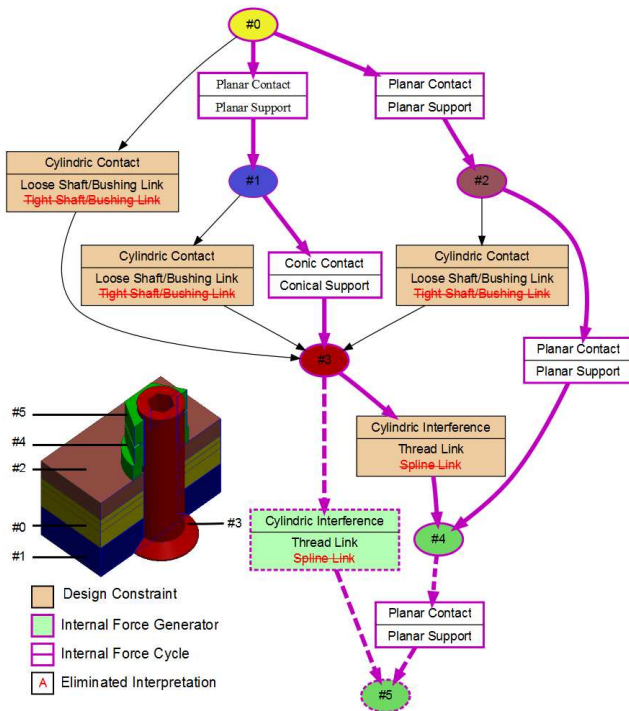 #0
Planar Contact
Planar Support
Planar Contact
Planar Support
Cylindric Contact
Loose Shaft/Bushing Link
Tight Shaft/Bushing Link
#1
#2
Cylindric Contact
Loose Shaft/Bushing Link
Tight Shaft/Bushing Link
Conic Contact
Conical Support
Cylindric Contact
Loose Shaft/Bushing Link
Tight Shaft/Bushing Link
Planar Contact
Planar Support
#3
Cylindric Interference
Thread Link
Spline Link
Cylindric Interference
Thread Link
Spline Link
#4
Planar Contact
Planar Support
#5
#5
#4
#2
#0
#1
#3
Design Constraint
Internal Force Generator
Internal Force Cycle
A Eliminated Interpretation